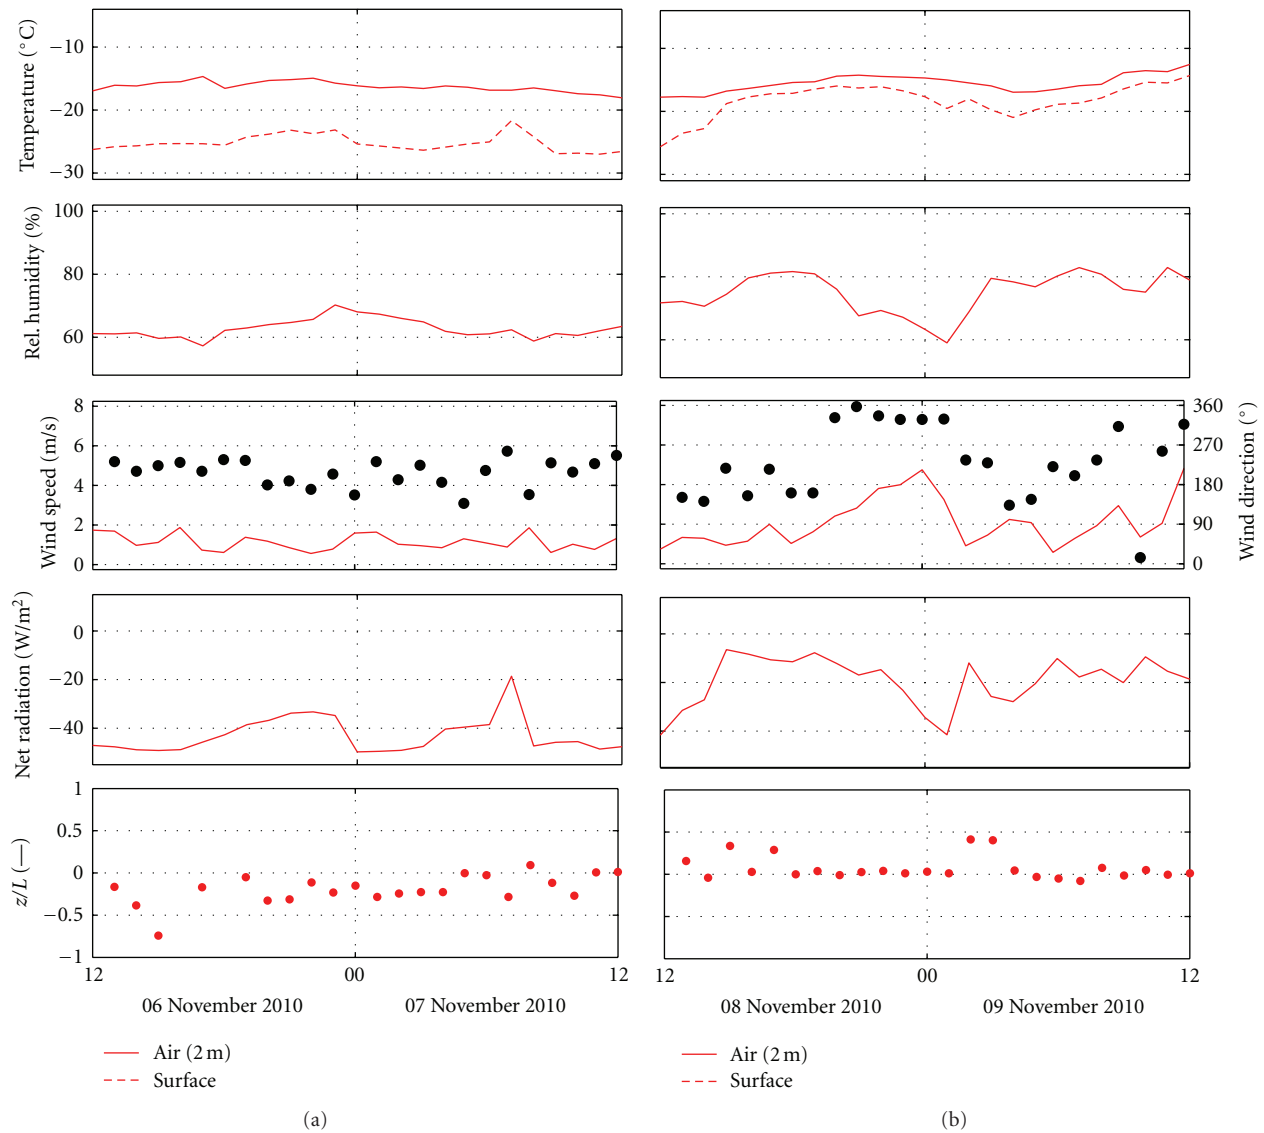 Temperature (°C)
−10
−20
−30
Rel. humidity (%)
100
80
60
Wind speed (m/s)
8
6
4
2
0
360
270
180
90
0
Wind direction (°)
Net radiation (W/m²)
0
−20
−40
z/L (—)
1
0.5
0
−0.5
−1
12 00 12
12 00 12
06 November 2010 07 November 2010
08 November 2010 09 November 2010
Air (2 m)
Surface
Air (2 m)
Surface
(a)
(b)